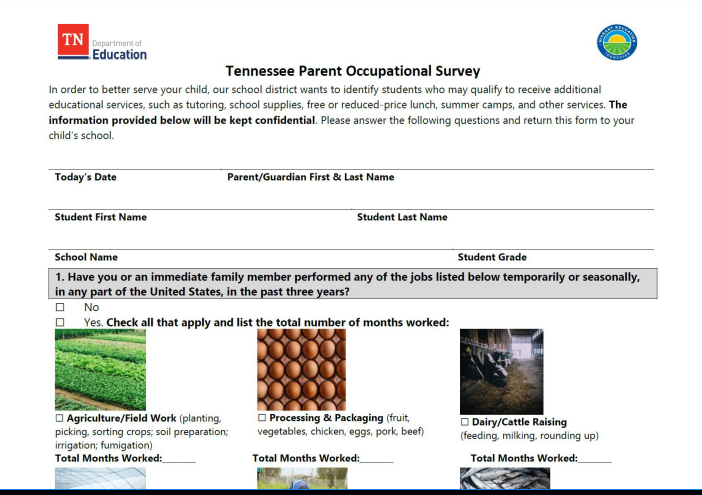 TN Department of
Education
Tennessee Parent Occupational Survey
In order to better serve your child, our school district wants to identify students who may qualify to receive additional
educational services, such as tutoring, school supplies, free or reduced-price lunch, summer camps, and other services. The
information provided below will be kept confidential. Please answer the following questions and return this form to your
child's school.
Today's Date Parent/Guardian First & Last Name
Student First Name Student Last Name
School Name Student Grade
1. Have you or an immediate family member performed any of the jobs listed below temporarily or seasonally,
in any part of the United States, in the past three years?
☐ No
☐ Yes. Check all that apply and list the total number of months worked:
☐ Agriculture/Field Work (planting,
picking, sorting crops; soil preparation;
irrigation; fumigation)
Total Months Worked:_______
☐ Processing & Packaging (fruit,
vegetables, chicken, eggs, pork, beef)
Total Months Worked:_______
☐ Dairy/Cattle Raising
(feeding, milking, rounding up)
Total Months Worked:_______